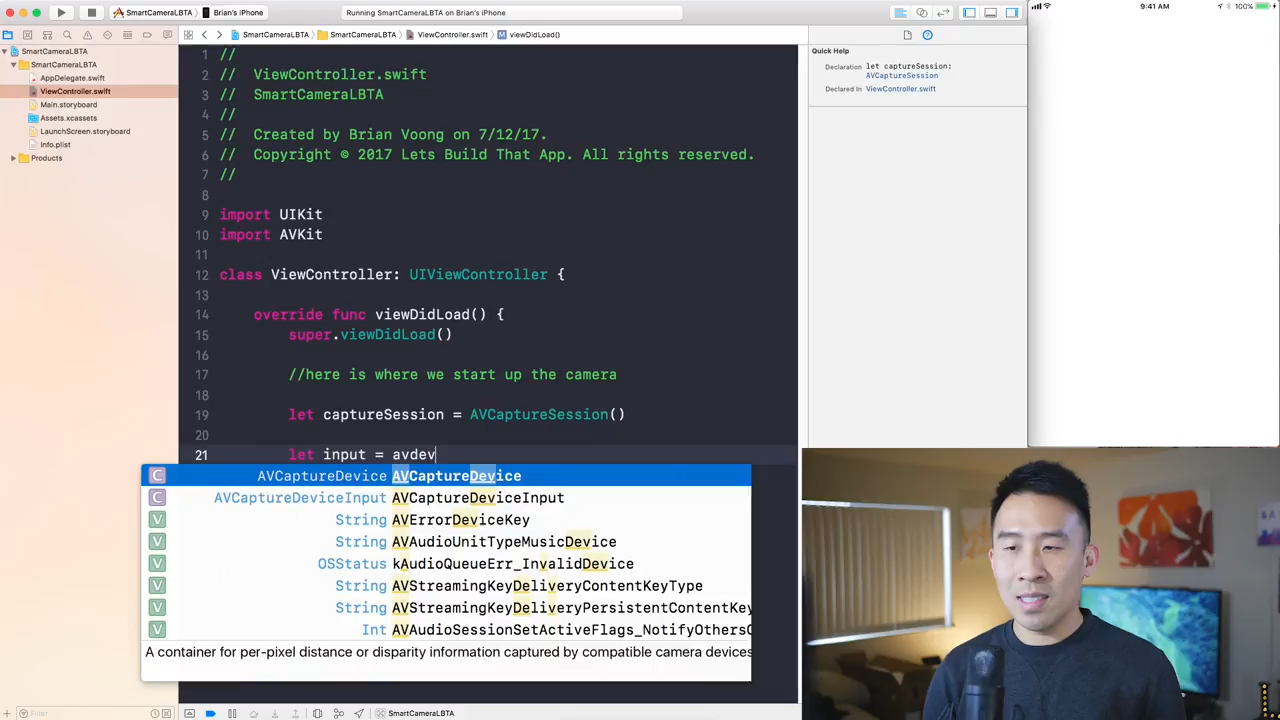 SmartCameraLBTA
Brian's iPhone
Running SmartCameraLBTA on Brian's iPhone
9:41 AM
100%
SmartCameraLBTA
SmartCameraLBTA
AppDelegate.swift
ViewController.swift
Main.storyboard
Assets.xcassets
LaunchScreen.storyboard
Info.plist
Products
SmartCameraLBTA
SmartCameraLBTA
ViewController.swift
viewDidLoad()
1 //
2 // ViewController.swift
3 // SmartCameraLBTA
4 //
5 // Created by Brian Voong on 7/12/17.
6 // Copyright © 2017 Lets Build That App. All rights reserved.
7 //
8
9 import UIKit
10 import AVKit
11
12 class ViewController: UIViewController {
13
14 override func viewDidLoad() {
15 super.viewDidLoad()
16
17 //here is where we start up the camera
18
19 let captureSession = AVCaptureSession()
20
21 let input = avdev
C AVCaptureDevice AVCaptureDevice
C AVCaptureDeviceInput AVCaptureDeviceInput
V String AVErrorDeviceKey
V String AVAudioUnitTypeMusicDevice
V OSStatus kAudioQueueErr_InvalidDevice
V String AVStreamingKeyDeliveryContentKeyType
V String AVStreamingKeyDeliveryPersistentContentKey
V Int AVAudioSessionSetActiveFlags_NotifyOthersO
A container for per-pixel distance or disparity information captured by compatible camera devices
Quick Help
Declaration let captureSession:
AVCaptureSession
Declared In ViewController.swift
Filter
SmartCameraLBTA